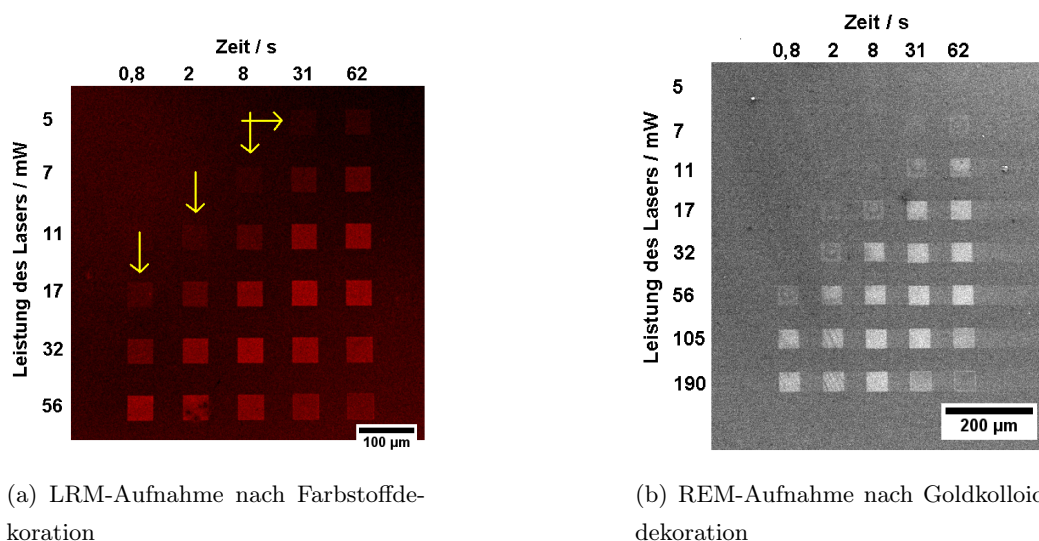 Zeit / s
0,8 2 8 31 62
Leistung des Lasers / mW
5
7
11
17
32
56
100 µm
(a) LRM-Aufnahme nach Farbstoffde-
koration
Zeit / s
0,8 2 8 31 62
Leistung des Lasers / mW
5
7
11
17
32
56
105
190
200 µm
(b) REM-Aufnahme nach Goldkolloid
dekoration